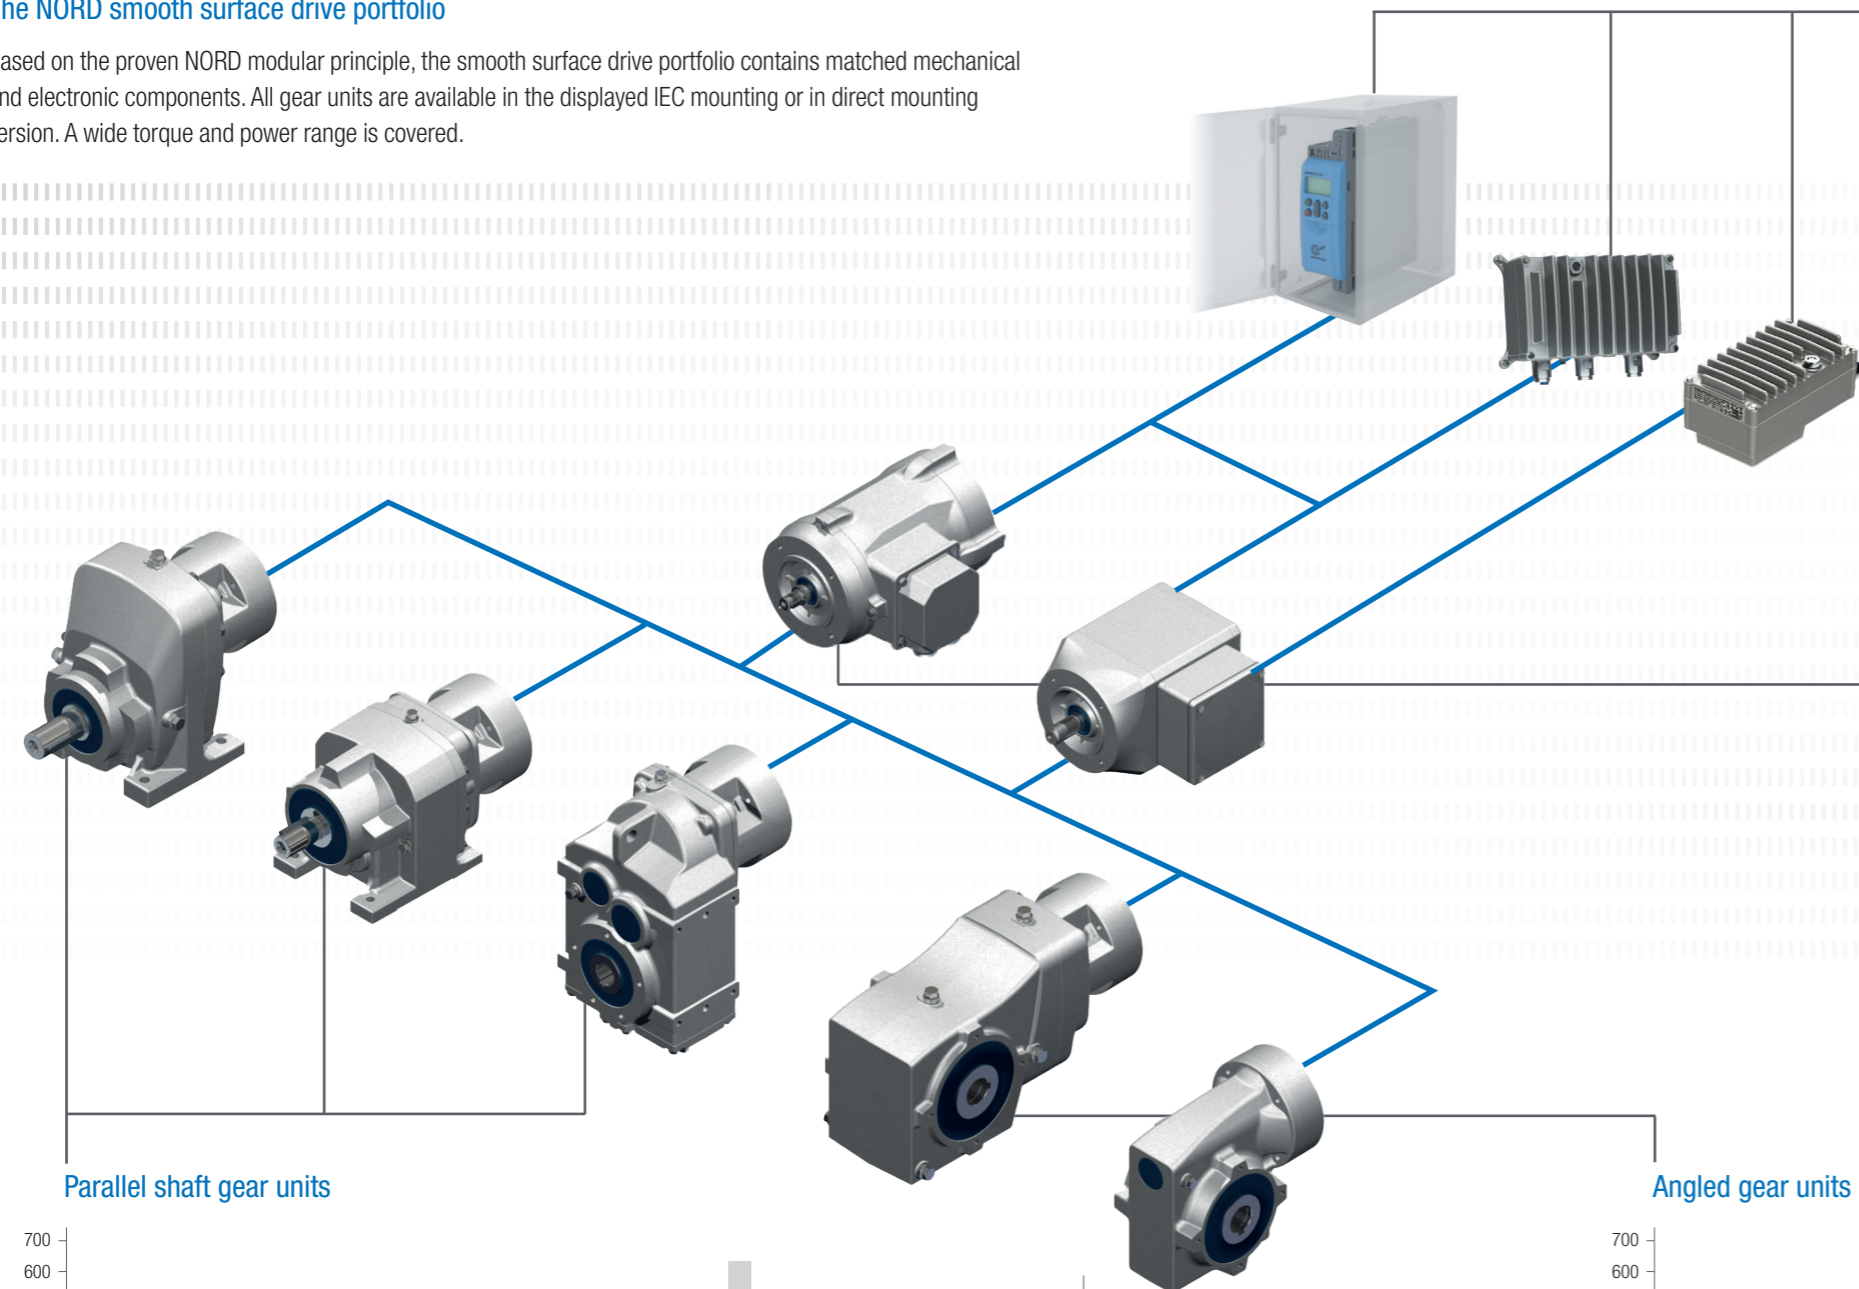 he NORD smooth surface drive portfolio
ased on the proven NORD modular principle, the smooth surface drive portfolio contains matched mechanical
nd electronic components. All gear units are available in the displayed IEC mounting or in direct mounting
ersion. A wide torque and power range is covered.
Parallel shaft gear units
Angled gear units
700
600
700
600